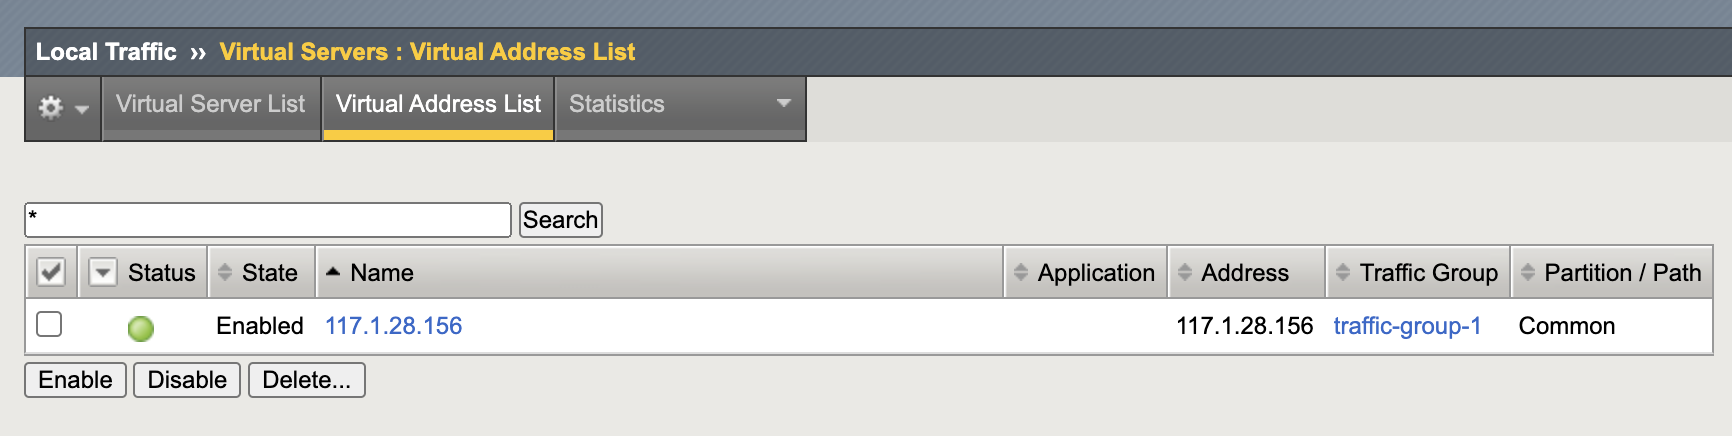 Local Traffic ›› Virtual Servers : Virtual Address List
Virtual Server List Virtual Address List Statistics
* Search
Status State Name Application Address Traffic Group Partition / Path
Enabled 117.1.28.156 117.1.28.156 traffic-group-1 Common
Enable Disable Delete...